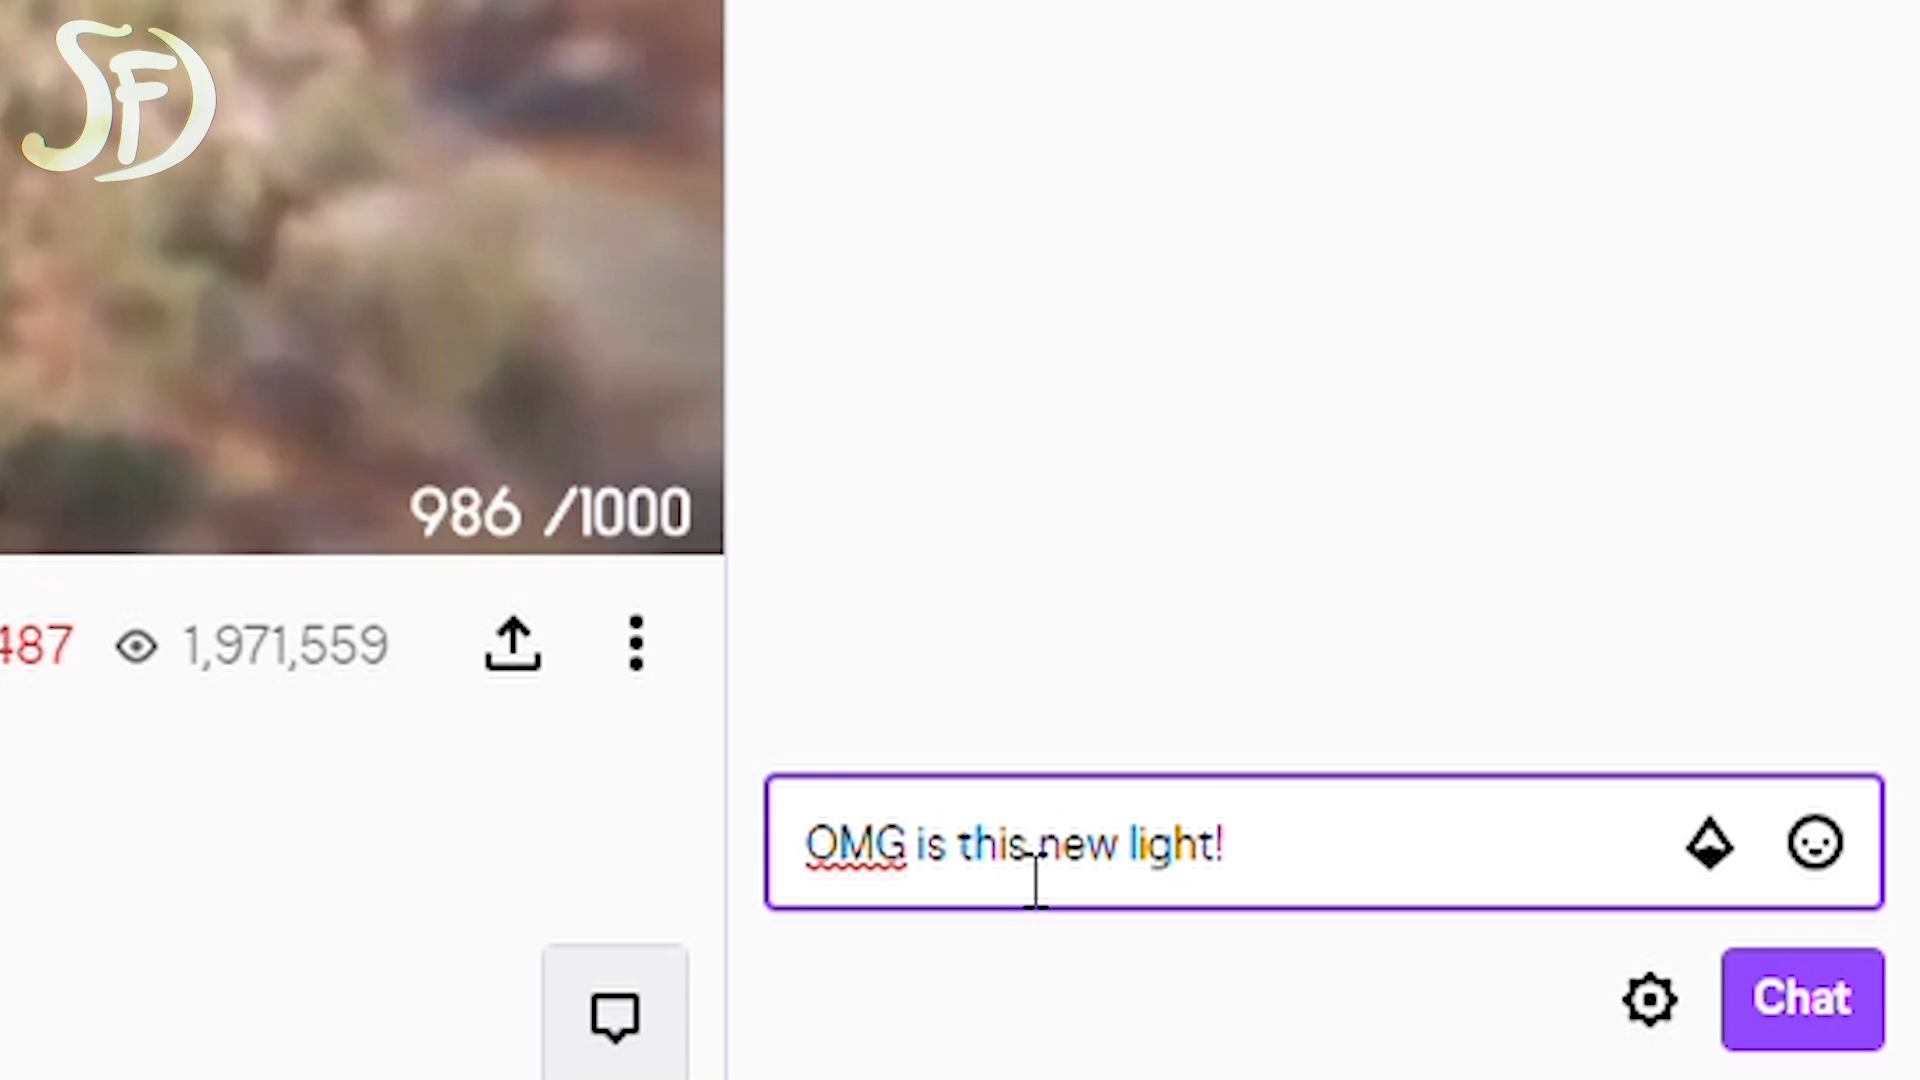 SFD
986 /1000
487
1,971,559
OMG is this new light!
Chat